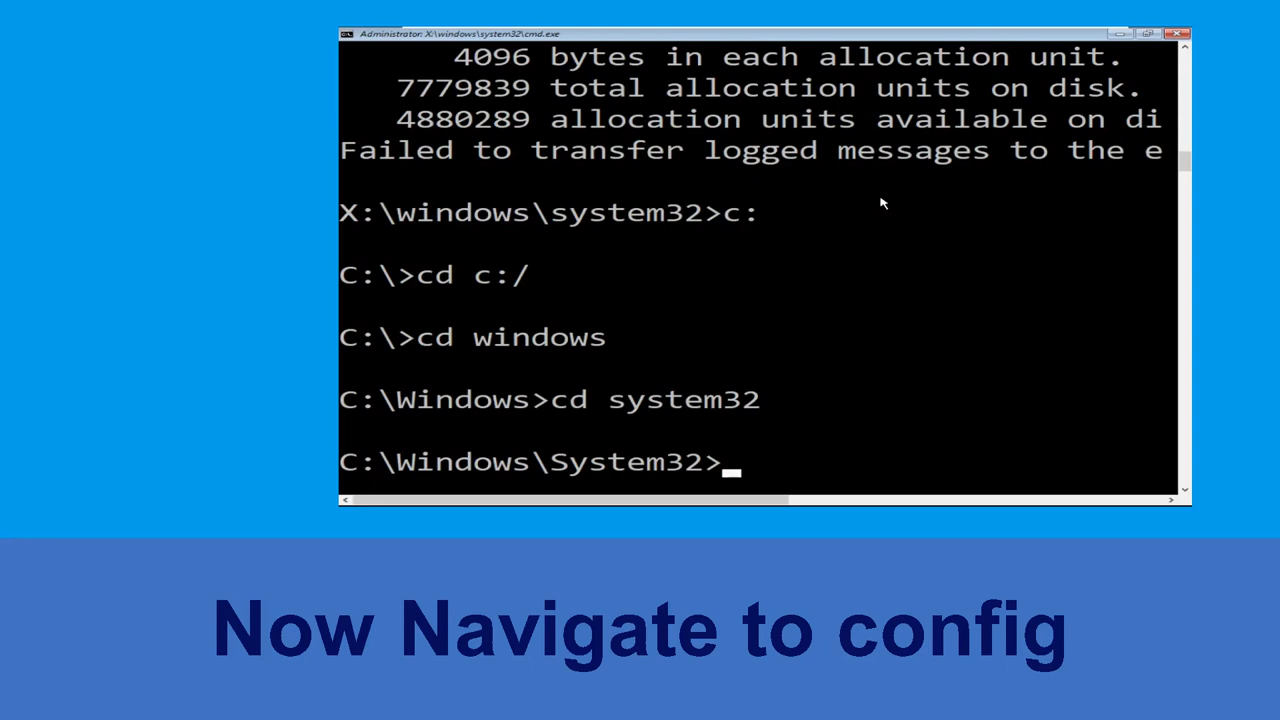 Administrator: X:\windows\system32\cmd.exe
4096 bytes in each allocation unit.
7779839 total allocation units on disk.
4880289 allocation units available on di
Failed to transfer logged messages to the e
X:\windows\system32>c:
C:\>cd c:/
C:\>cd windows
C:\Windows>cd system32
C:\Windows\System32>
Now Navigate to config